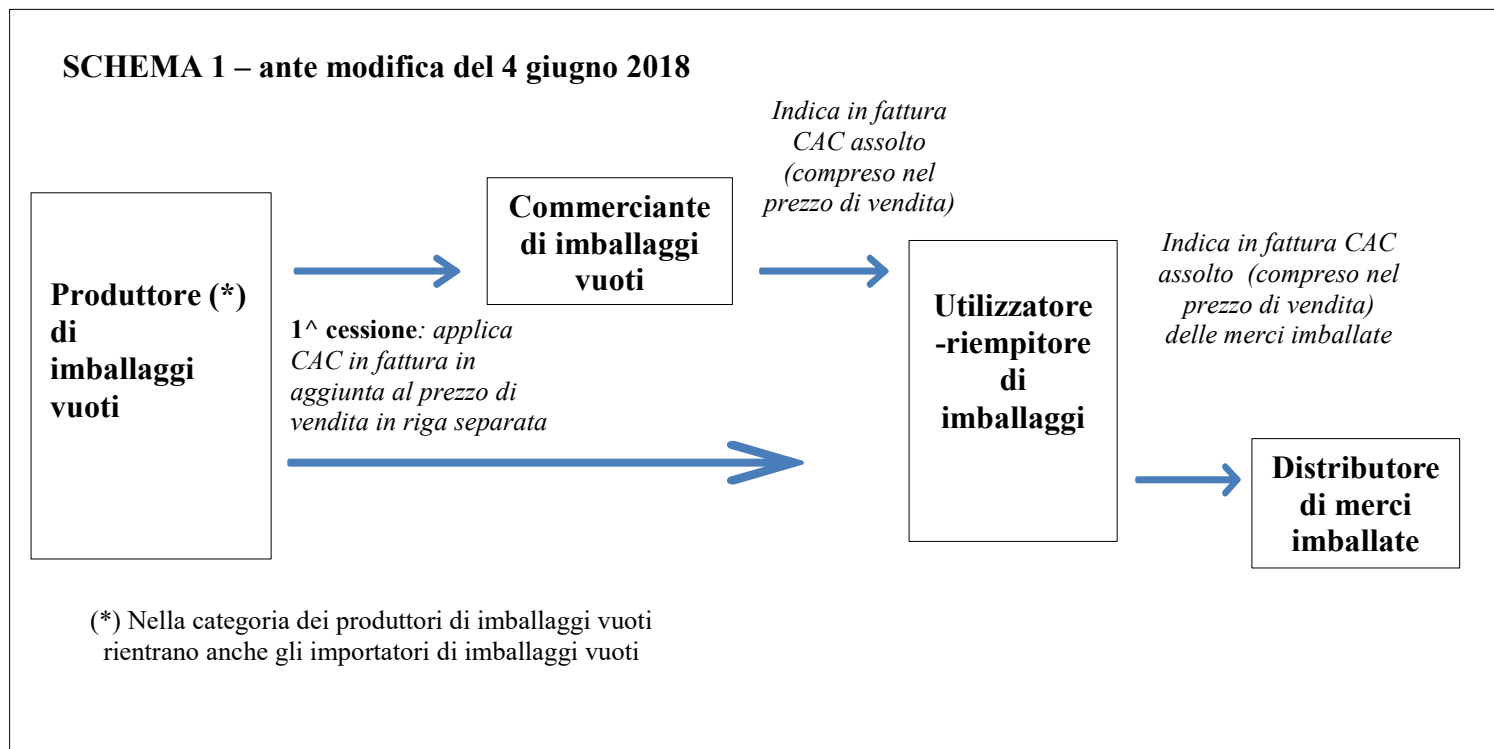 SCHEMA 1 – ante modifica del 4 giugno 2018
Produttore (*)
di
imballaggi
vuoti
Commerciante
di imballaggi
vuoti
1^ cessione: applica
CAC in fattura in
aggiunta al prezzo di
vendita in riga separata
Indica in fattura
CAC assolto
(compreso nel
prezzo di vendita)
Utilizzatore
-riempitore
di
imballaggi
Indica in fattura CAC
assolto (compreso nel
prezzo di vendita)
delle merci imballate
Distributore
di merci
imballate
(*) Nella categoria dei produttori di imballaggi vuoti
rientrano anche gli importatori di imballaggi vuoti